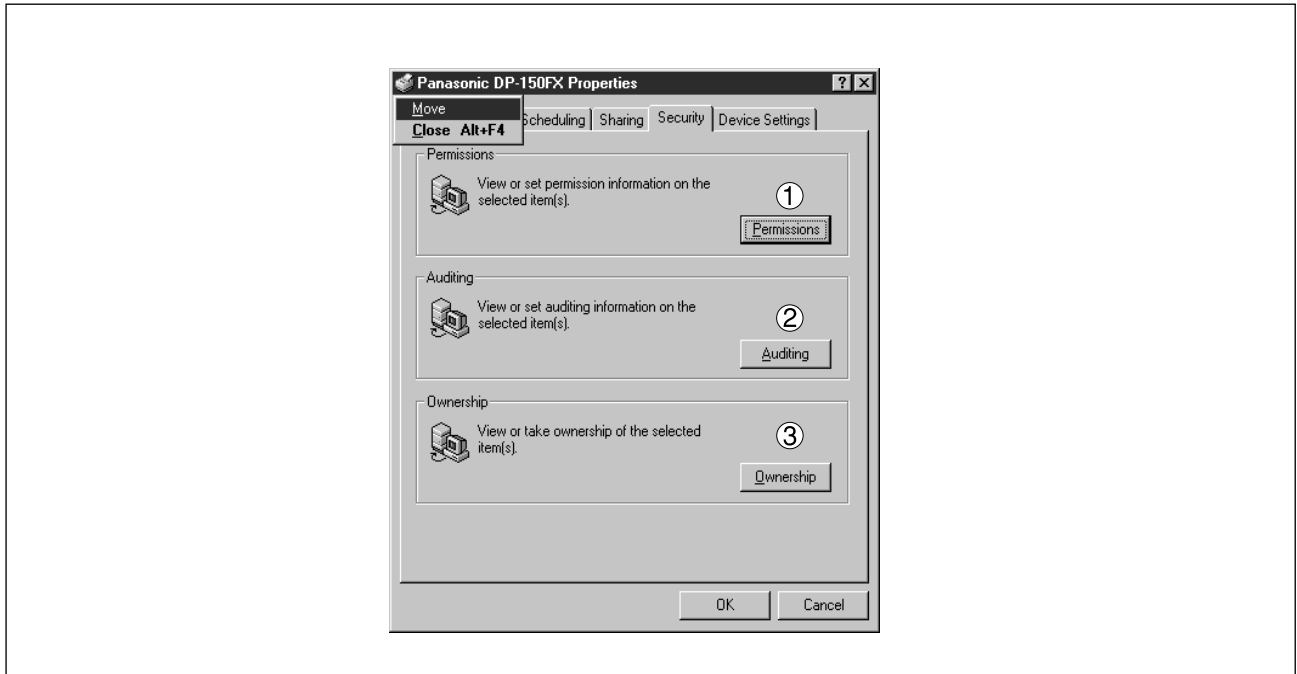 Panasonic DP-150FX Properties
Move
Close Alt+F4
Scheduling Sharing Security Device Settings
Permissions
View or set permission information on the
selected item(s).
①
Permissions
Auditing
View or set auditing information on the
selected item(s).
②
Auditing
Ownership
View or take ownership of the selected
item(s).
③
Ownership
OK Cancel